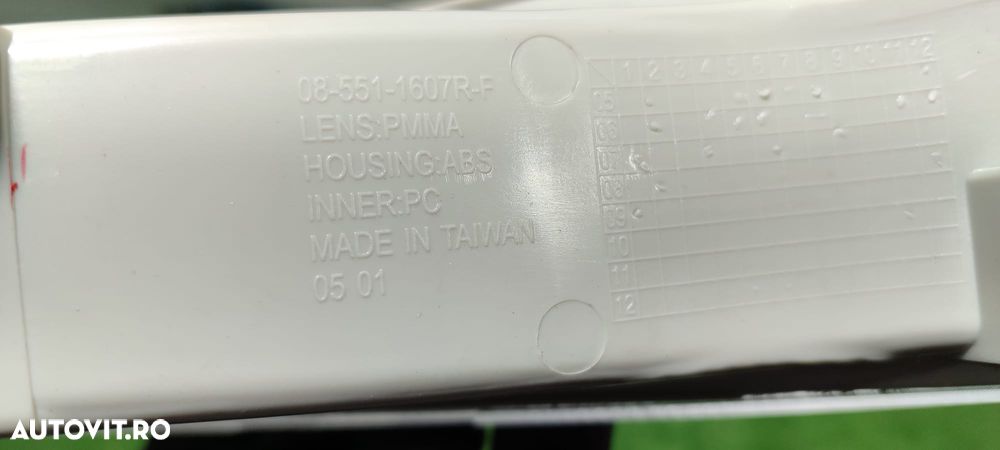 08-551-1607R-F
LENS:PMMA
HOUSING:ABS
INNER:PC
MADE IN TAIWAN
05 01
1 2 3 4 5 6 7 8 9 10 11 12
06
07
08
09
10
11
12
AUTOVIT.RO